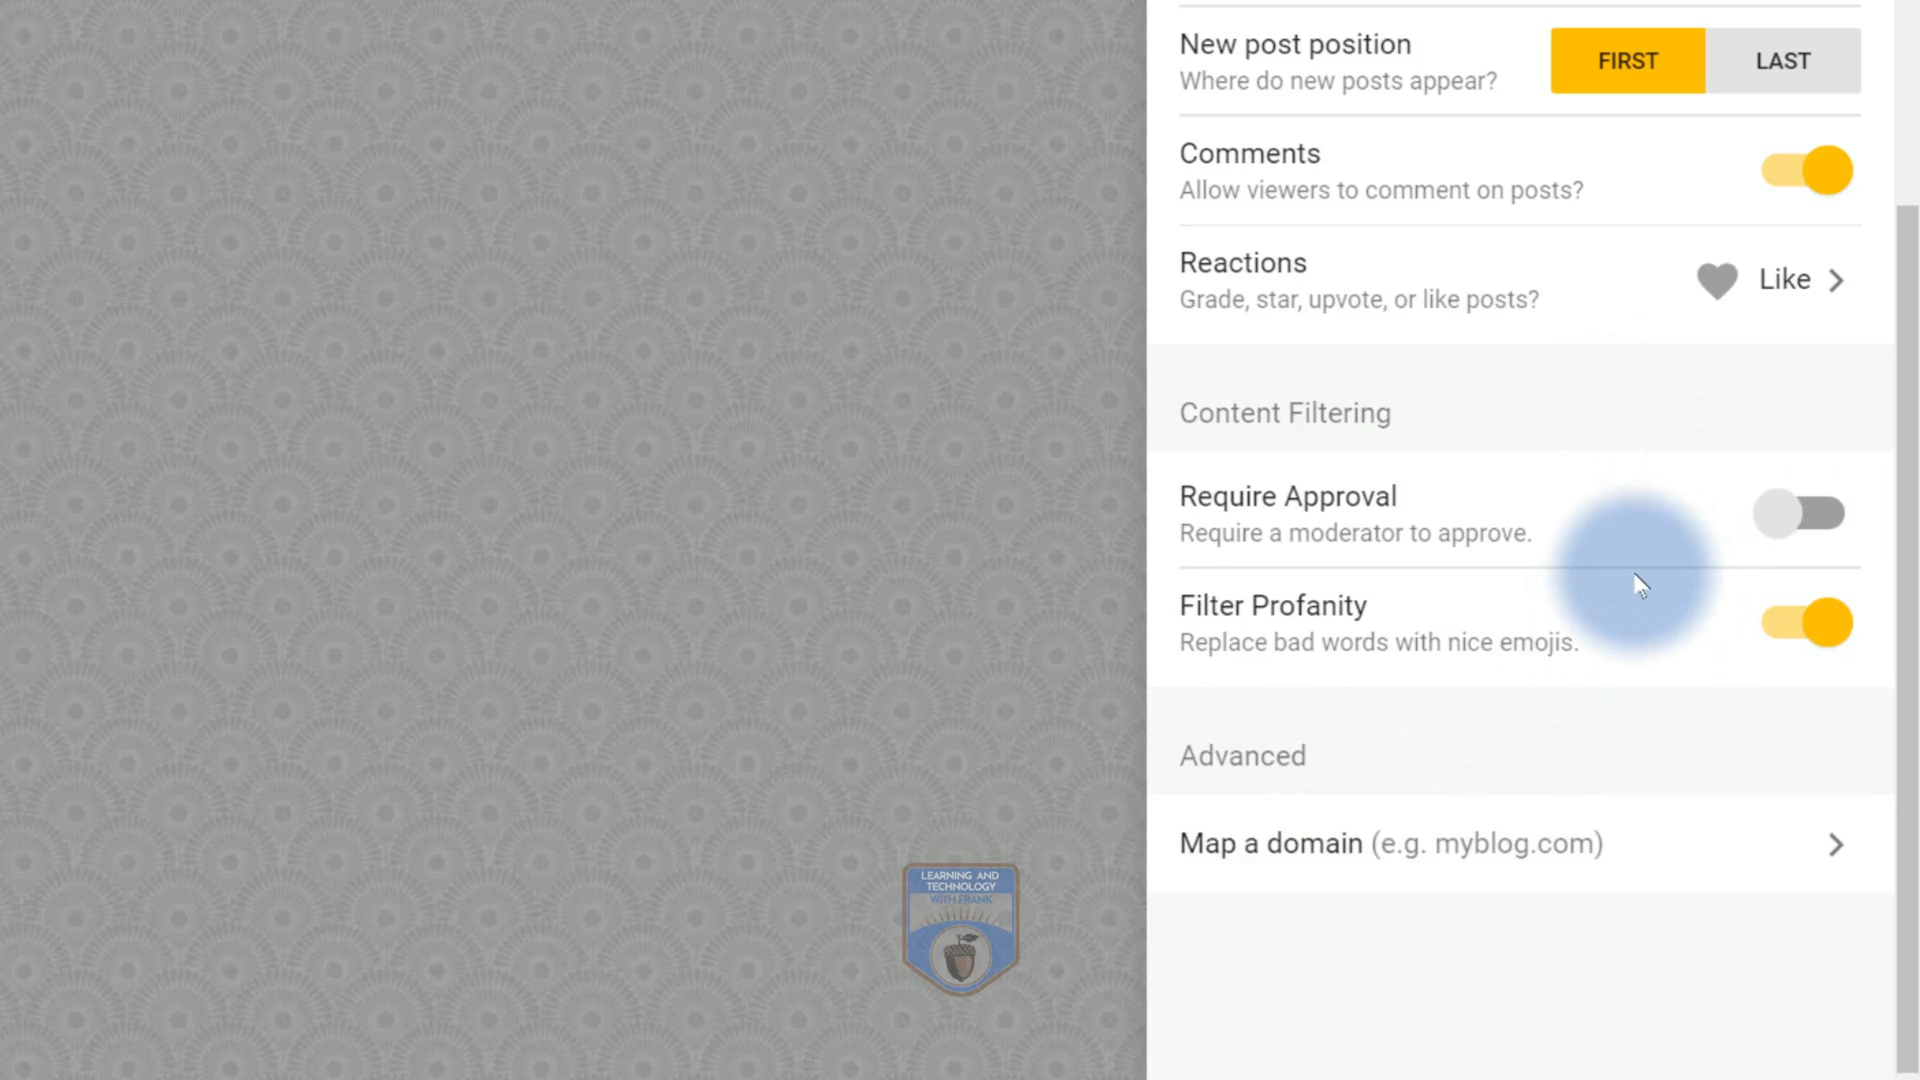 New post position
Where do new posts appear?
FIRST
LAST
Comments
Allow viewers to comment on posts?
Reactions
Grade, star, upvote, or like posts?
Like
Content Filtering
Require Approval
Require a moderator to approve.
Filter Profanity
Replace bad words with nice emojis.
Advanced
Map a domain (e.g. myblog.com)
LEARNING AND
TECHNOLOGY
WITH FRANK